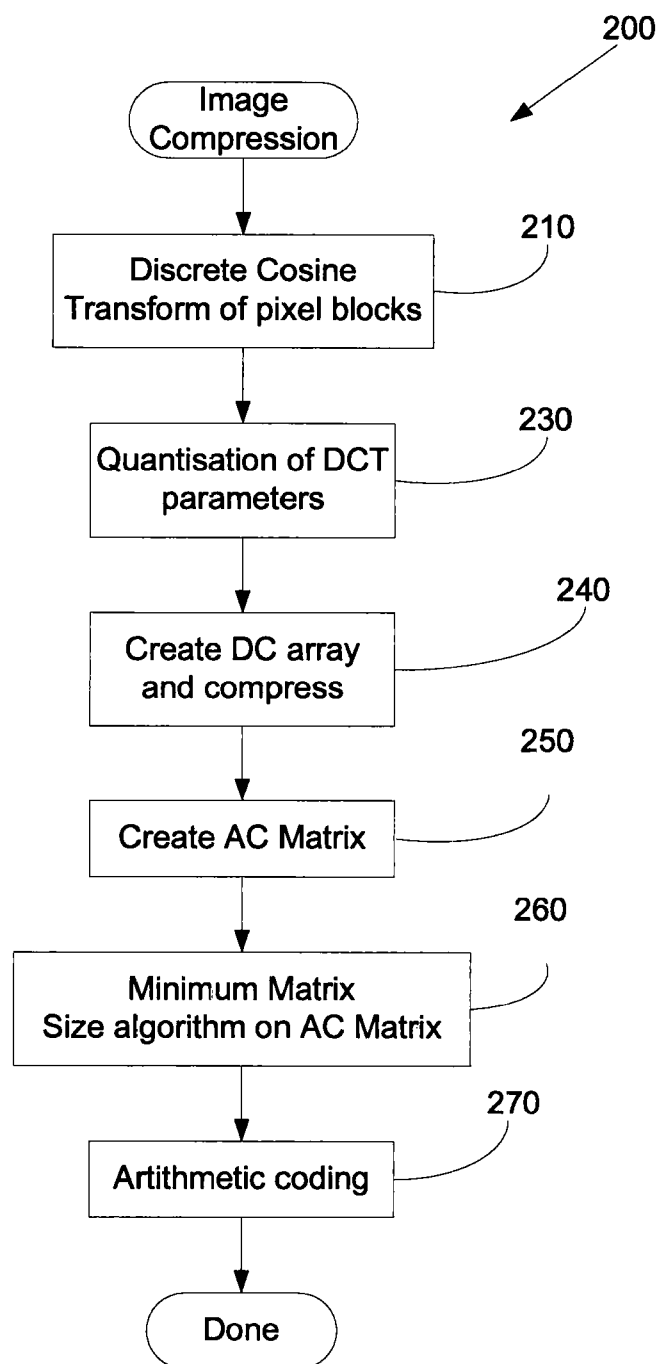 200
Image
Compression
210
Discrete Cosine
Transform of pixel blocks
230
Quantisation of DCT
parameters
240
Create DC array
and compress
250
Create AC Matrix
260
Minimum Matrix
Size algorithm on AC Matrix
270
Artithmetic coding
Done